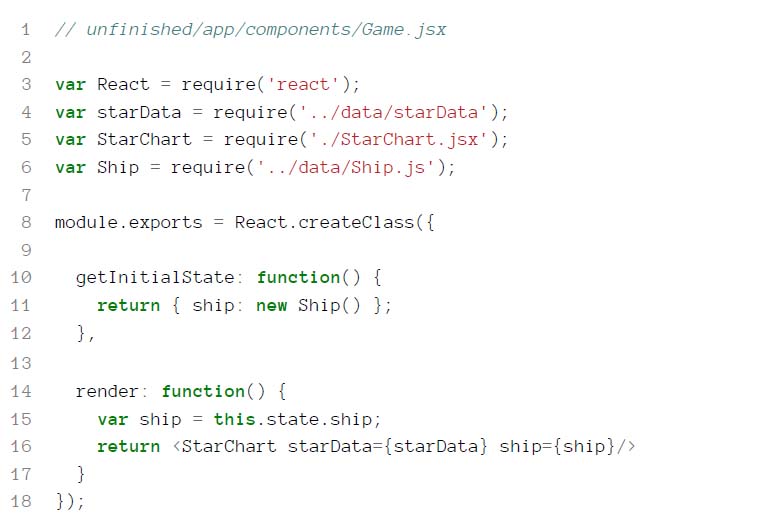 1 // unfinished/app/components/Game.jsx
2
3 var React = require('react');
4 var starData = require('../data/starData');
5 var StarChart = require('./StarChart.jsx');
6 var Ship = require('../data/Ship.js');
7
8 module.exports = React.createClass({
9
10   getInitialState: function() {
11     return { ship: new Ship() };
12   },
13
14   render: function() {
15     var ship = this.state.ship;
16     return <StarChart starData={starData} ship={ship}/>
17   }
18 });